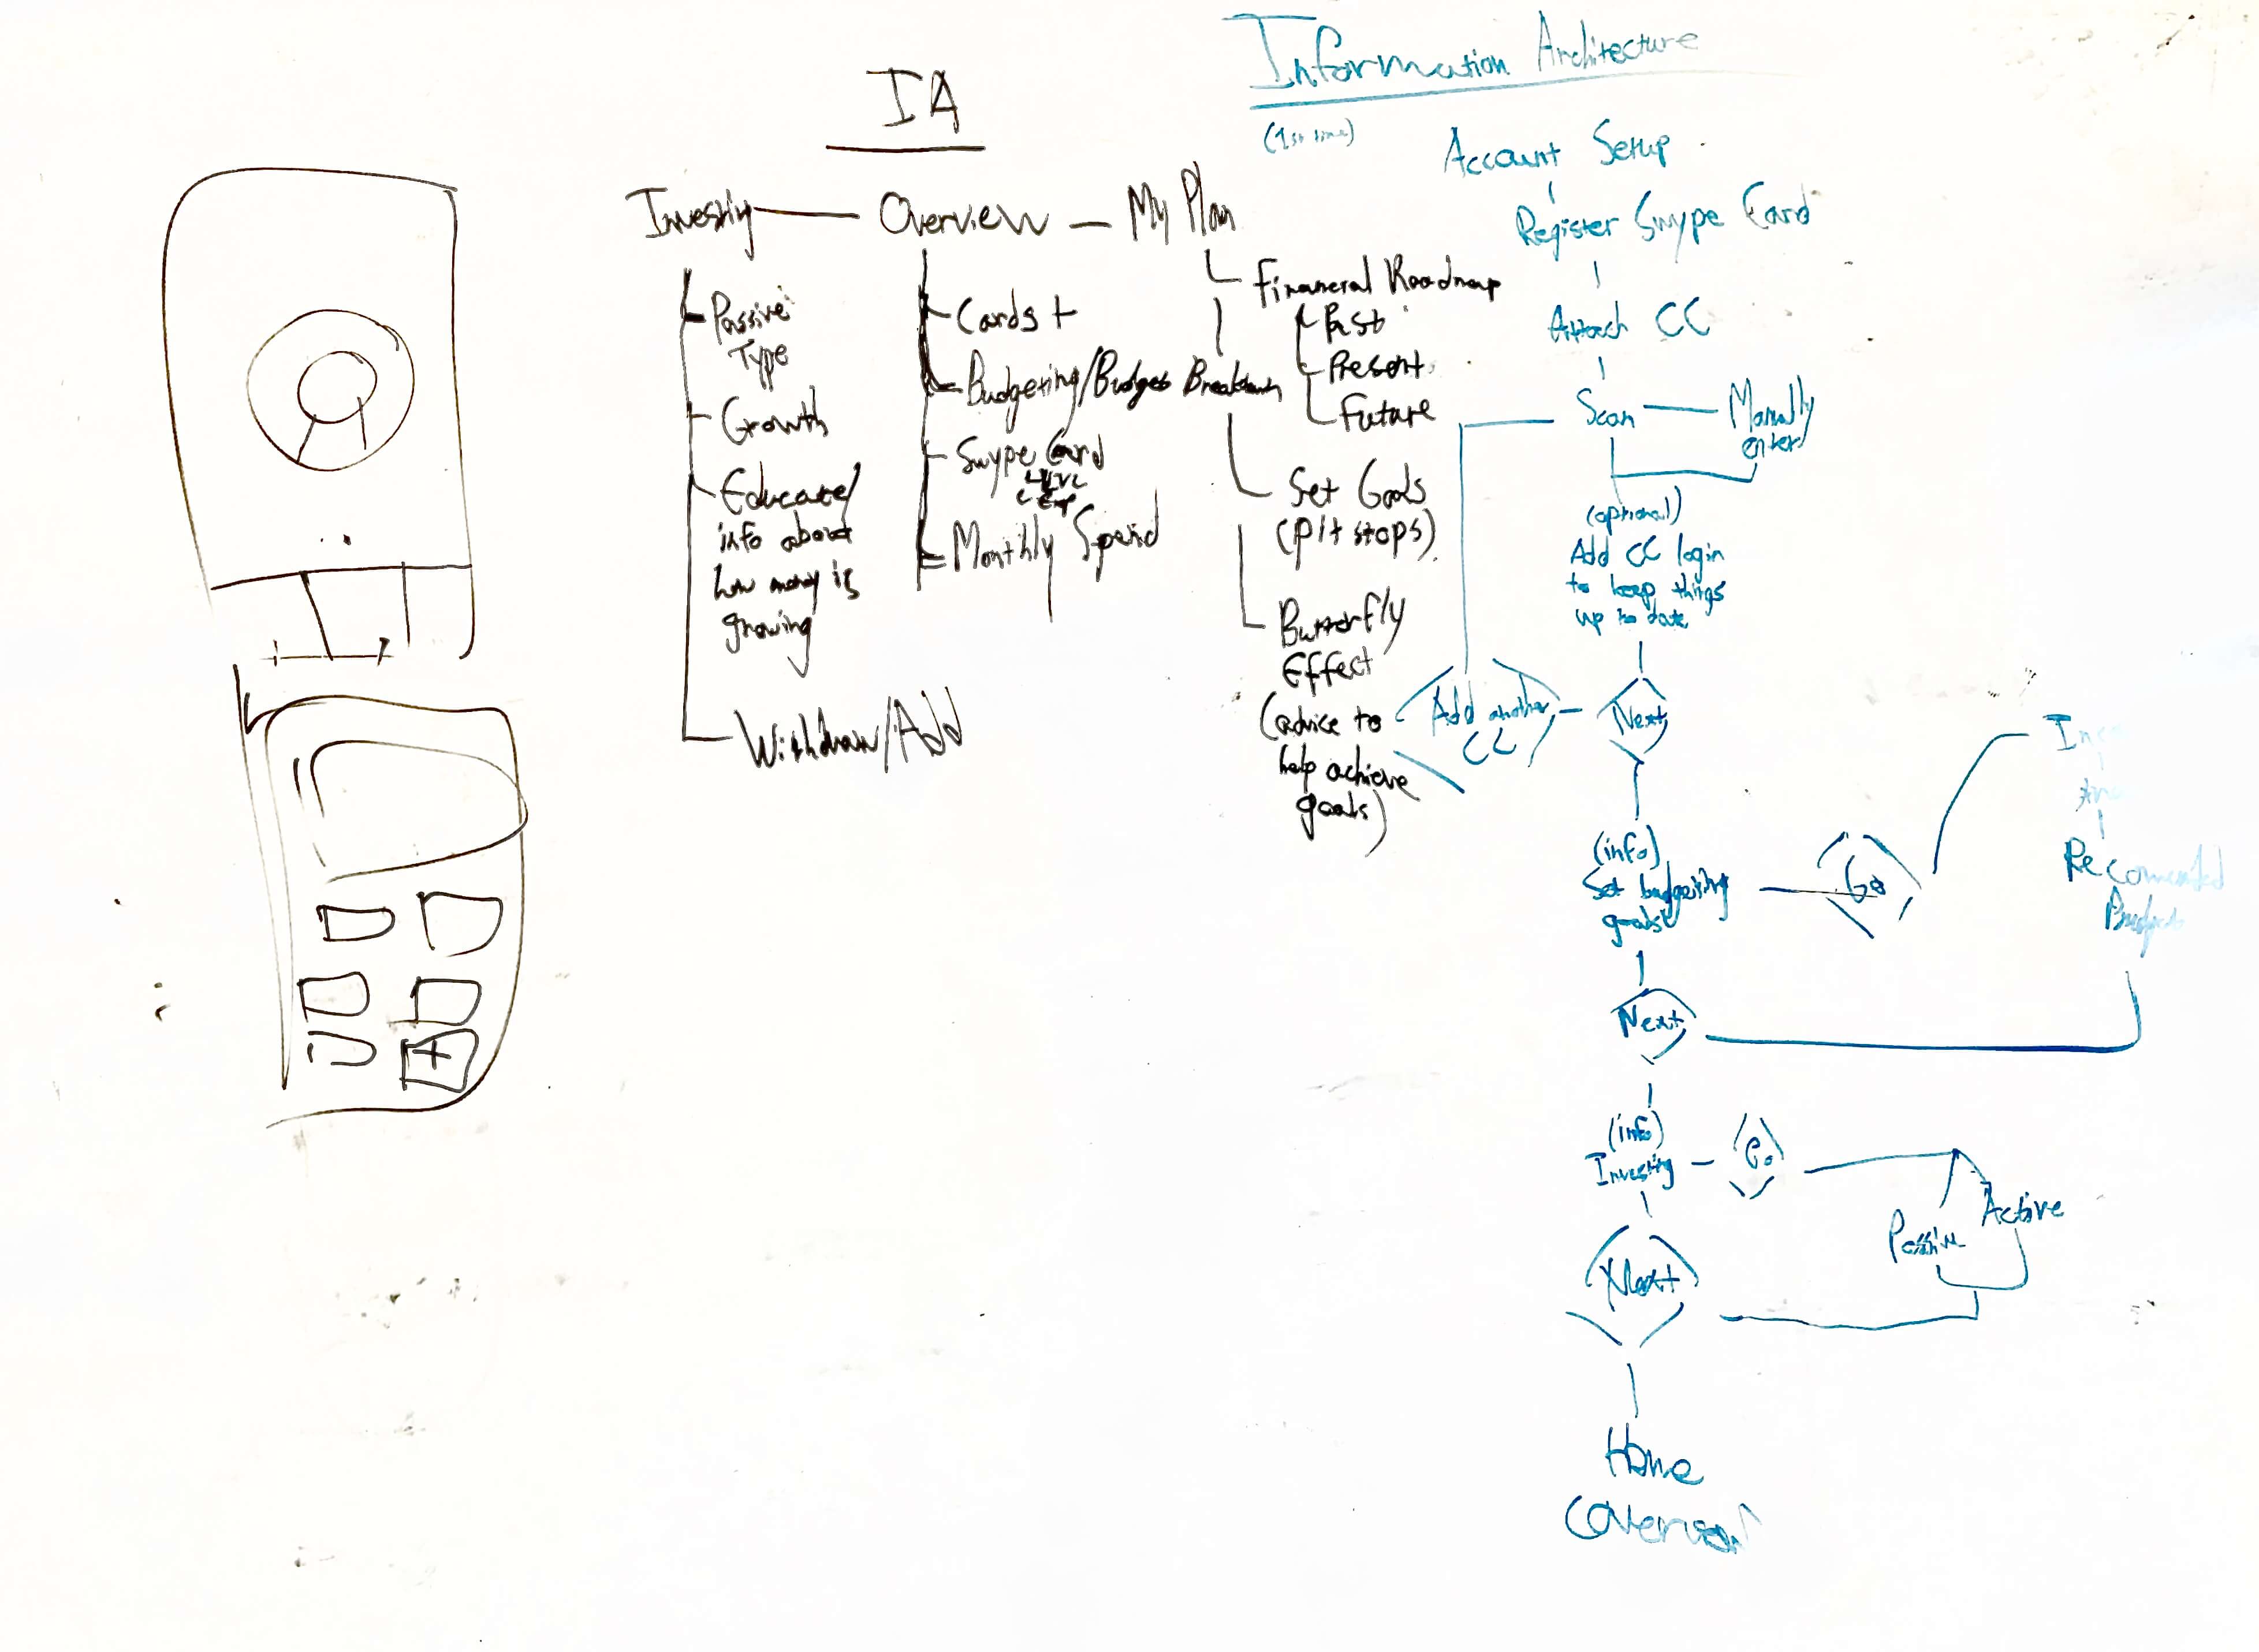 IA
Investing
Overview
My Plan
Passive
Type
Growth
Educate/
info about
how money is
growing
Withdraw/Add
Cards +
Budgeting/Budget Breakdown
Swype Card
Monthly Spend
Financial Roadmap
Past
Present
Future
Set Goals
(pit stops)
Butterfly
Effect
(advice to
help achieve
goals)
Information Architecture
(1st time)
Account Setup
Register Swype Card
Attach CC
Scan
Manually
enter
(optional)
Add CC login
to keep things
up to date
Next
Add another
CC
(info)
Set budgeting
goals
Go
Recommended
Budget
Next
(info)
Investing
Go
Passive
Active
Next
Home
(Overview)